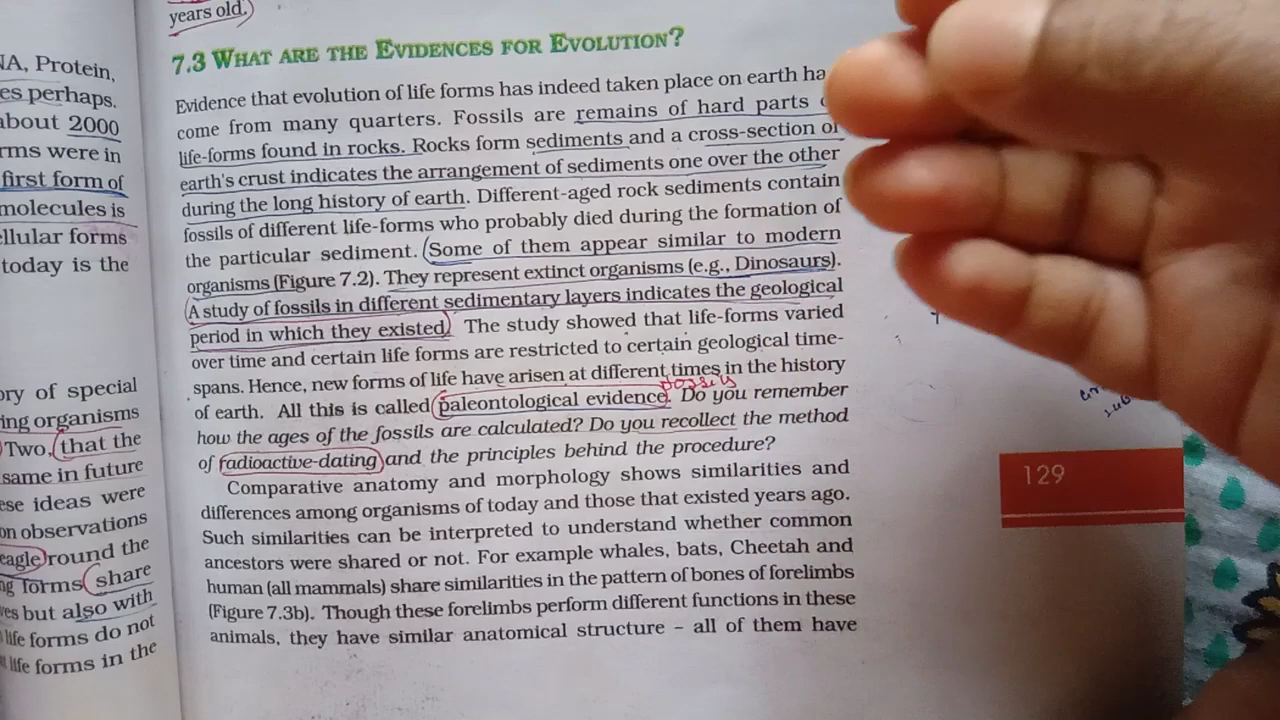 years old.
NA, Protein,
es perhaps.
about 2000
rms were in
first form of
molecules is
ellular forms
today is the
ory of special
ing organisms
Two, that the
same in future
ese ideas were
on observations
eagle round the
ng forms share
ves but also with
life forms do not
life forms in the
7.3 WHAT ARE THE EVIDENCES FOR EVOLUTION?
Evidence that evolution of life forms has indeed taken place on earth ha
come from many quarters. Fossils are remains of hard parts
life-forms found in rocks. Rocks form sediments and a cross-section of
earth's crust indicates the arrangement of sediments one over the other
during the long history of earth. Different-aged rock sediments contain
fossils of different life-forms who probably died during the formation of
the particular sediment. Some of them appear similar to modern
organisms (Figure 7.2). They represent extinct organisms (e.g., Dinosaurs).
A study of fossils in different sedimentary layers indicates the geological
period in which they existed. The study showed that life-forms varied
over time and certain life forms are restricted to certain geological time-
spans. Hence, new forms of life have arisen at different times in the history
fossils
of earth. All this is called paleontological evidence. Do you remember
how the ages of the fossils are calculated? Do you recollect the method
of radioactive-dating and the principles behind the procedure?
Comparative anatomy and morphology shows similarities and
differences among organisms of today and those that existed years ago.
Such similarities can be interpreted to understand whether common
ancestors were shared or not. For example whales, bats, Cheetah and
human (all mammals) share similarities in the pattern of bones of forelimbs
(Figure 7.3b). Though these forelimbs perform different functions in these
animals, they have similar anatomical structure – all of them have
129